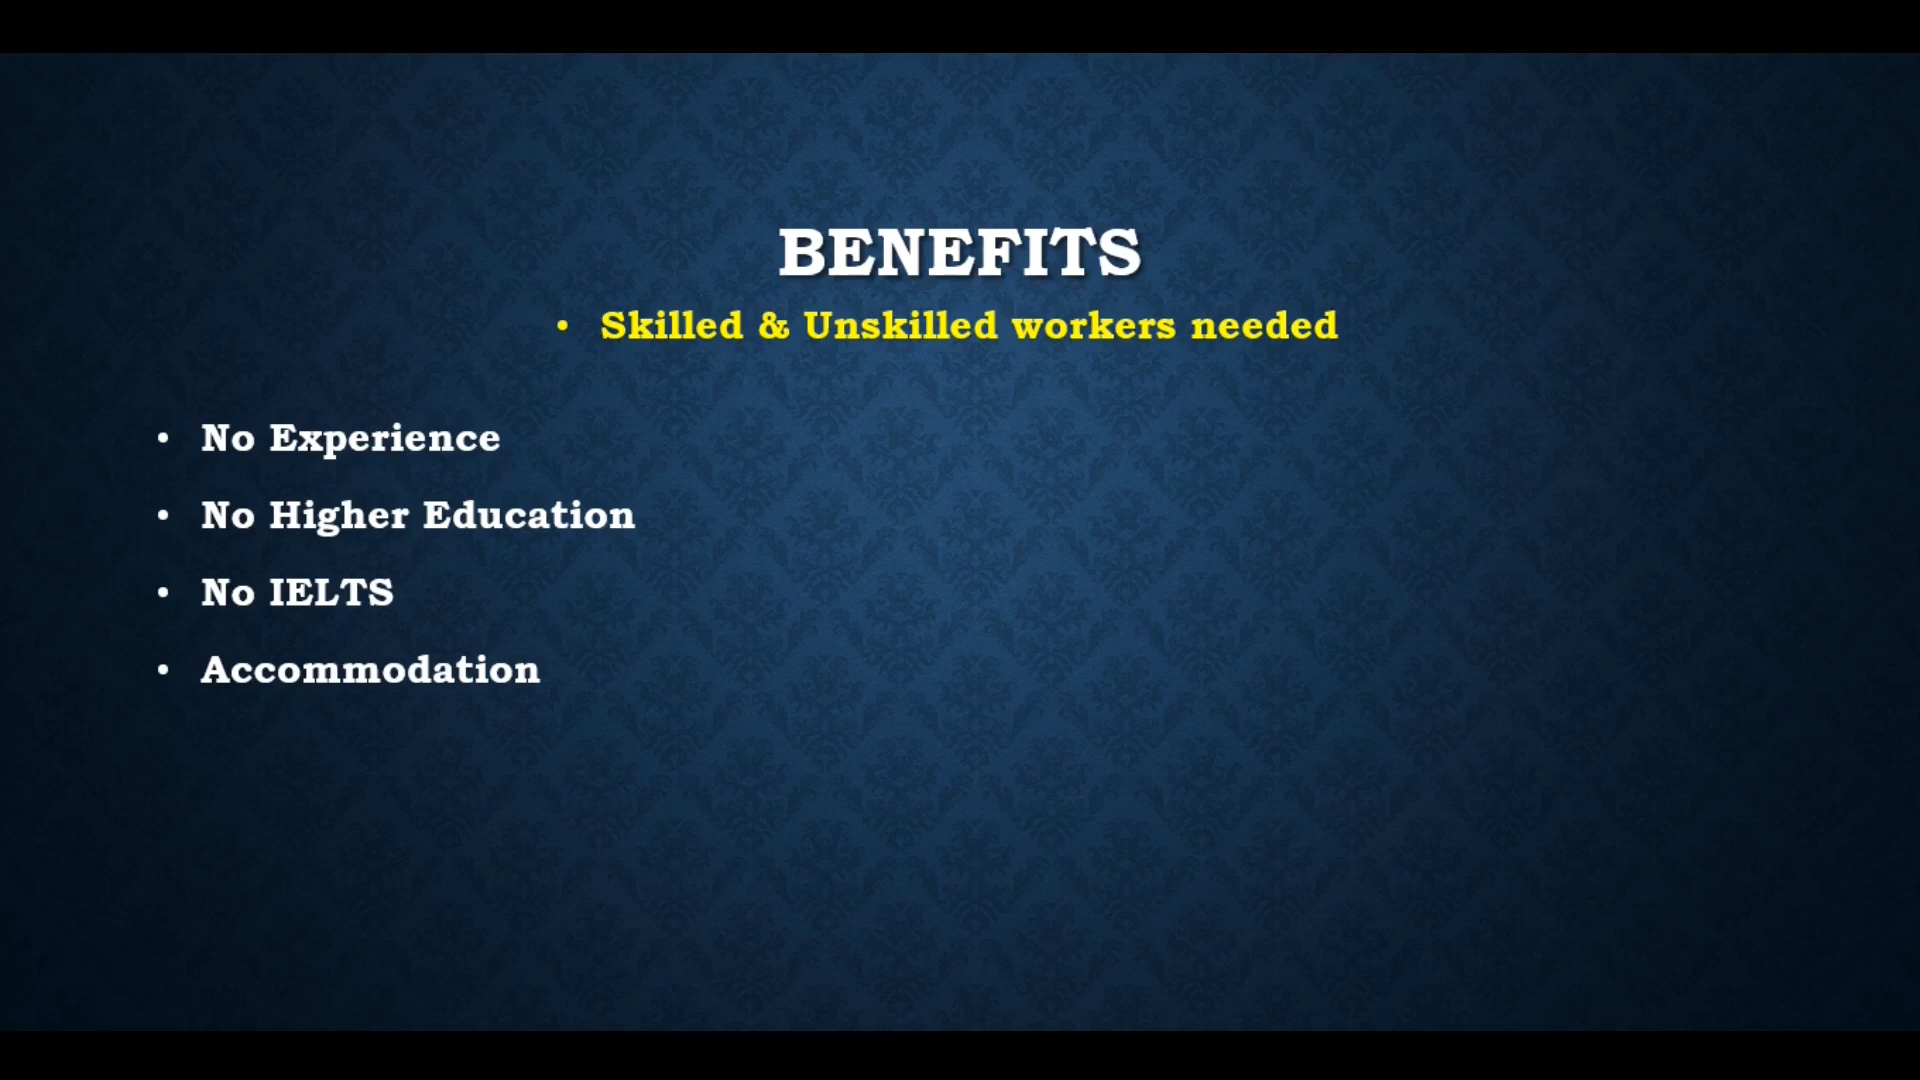 BENEFITS
• Skilled & Unskilled workers needed
• No Experience
• No Higher Education
• No IELTS
• Accommodation